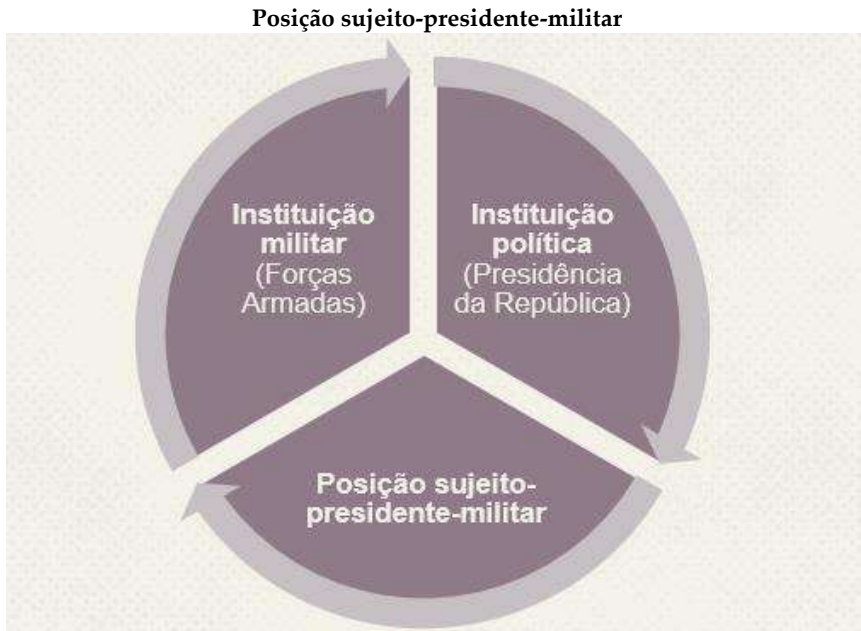 Posição sujeito-presidente-militar
Instituição
militar
(Forças
Armadas)
Instituição
política
(Presidência
da República)
Posição sujeito-
presidente-militar